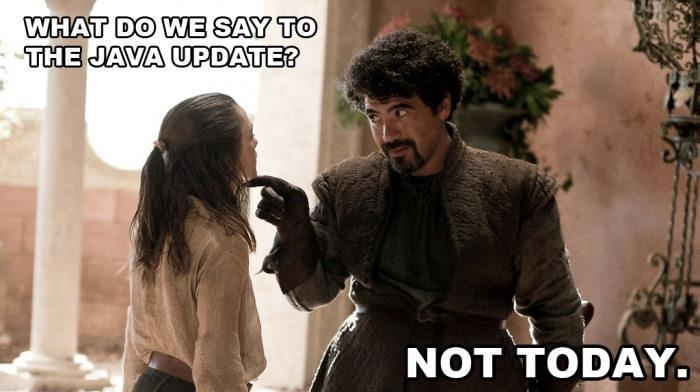 WHAT DO WE SAY TO
THE JAVA UPDATE?
NOT TODAY.